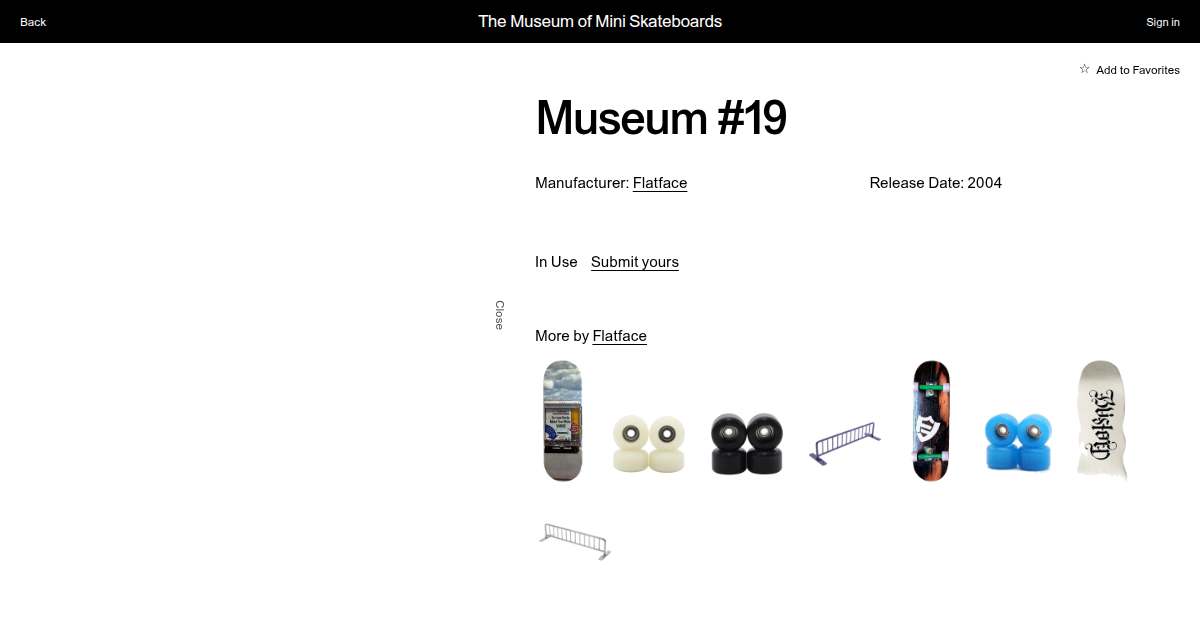 Back
The Museum of Mini Skateboards
Sign in
☆ Add to Favorites
Museum #19
Manufacturer: Flatface
Release Date: 2004
In Use Submit yours
Close
More by Flatface